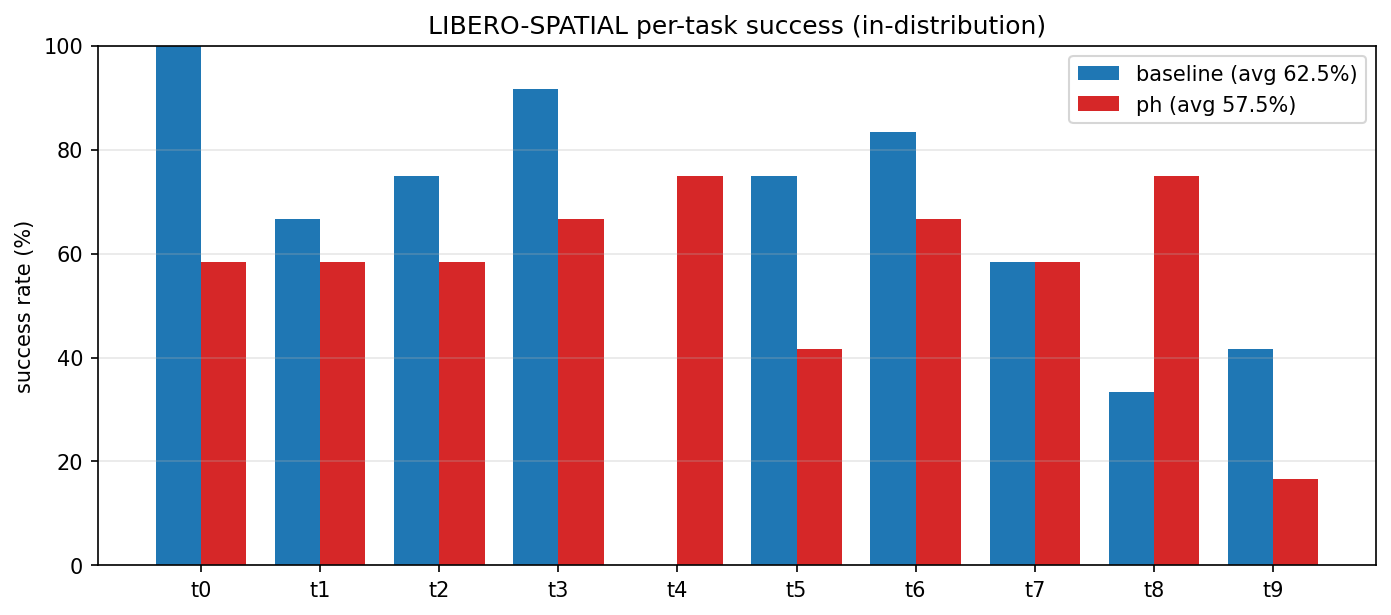 LIBERO-SPATIAL per-task success (in-distribution)
baseline (avg 62.5%)
ph (avg 57.5%)
success rate (%)
100
80
60
40
20
0
t0 t1 t2 t3 t4 t5 t6 t7 t8 t9